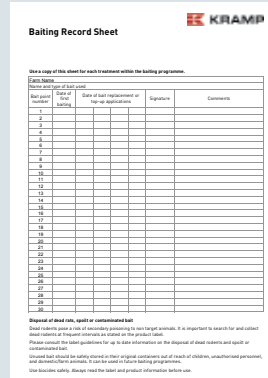 KRAMP
Baiting Record Sheet
Use a copy of this sheet for each treatment within the baiting programme.
Farm Name
Name and type of bait used
Bait point number
Date of first baiting
Date of bait replacement or top-up applications
Signature
Comments
1
2
3
4
5
6
7
8
9
10
11
12
13
14
15
16
17
18
19
20
21
22
23
24
25
26
27
28
29
30
Disposal of dead rats, spoilt or contaminated bait
Dead rodents pose a risk of secondary poisoning to non target animals. It is important to search for and collect
dead rodents at frequent intervals as stated on the product label.
Please consult the label guidelines for up to date information on the disposal of dead rodents and spoilt or
contaminated bait.
Unused bait should be safely stored in their original containers out of reach of children, unauthorised personnel,
and domestic/farm animals. It can be used in future baiting programmes.
Use biocides safely. Always read the label and product information before use.